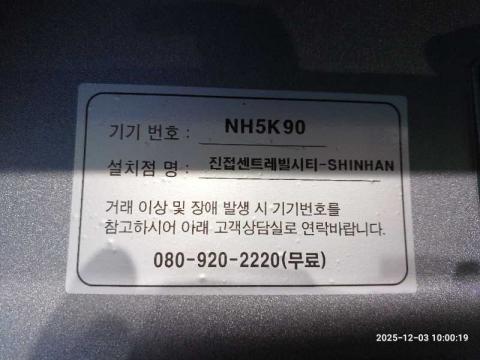 기기 번호 : NH5K90
설치점 명 : 진접센트레빌시티-SHINHAN
거래 이상 및 장애 발생 시 기기번호를
참고하시어 아래 고객상담실로 연락바랍니다.
080-920-2220(무료)
2025-12-03 10:00:19